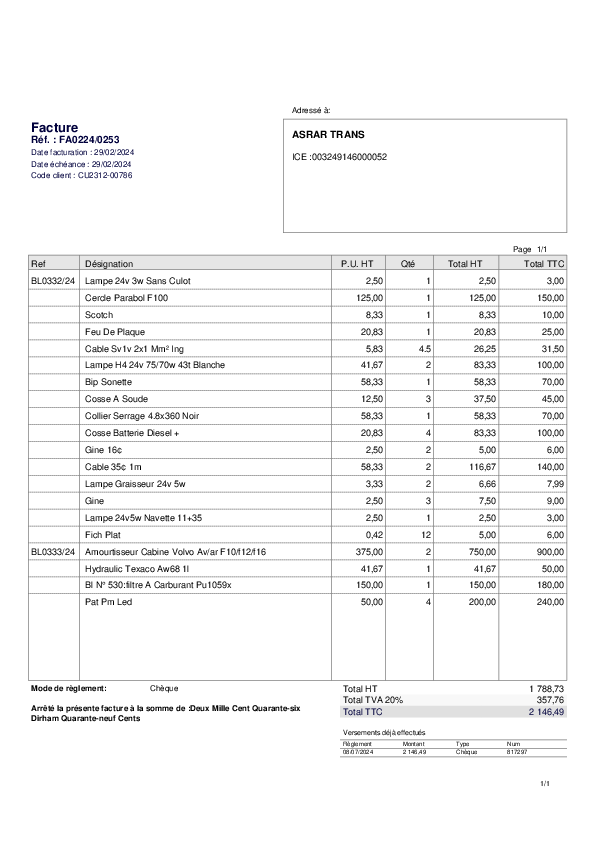 Adressé à:
Facture
Réf. : FA0224/0253
Date facturation : 29/02/2024
Date échéance : 29/02/2024
Code client : CU2312-00786
ASRAR TRANS
ICE :003249146000052
Page 1/1
Ref Désignation P.U. HT Qté Total HT Total TTC
BL0332/24 Lampe 24v 3w Sans Culot 2,50 1 2,50 3,00
Cercle Parabol F100 125,00 1 125,00 150,00
Scotch 8,33 1 8,33 10,00
Feu De Plaque 20,83 1 20,83 25,00
Cable Sv1v 2x1 Mm² Ing 5,83 4.5 26,25 31,50
Lampe H4 24v 75/70w 43t Blanche 41,67 2 83,33 100,00
Bip Sonette 58,33 1 58,33 70,00
Cosse A Soude 12,50 3 37,50 45,00
Collier Serrage 4.8x360 Noir 58,33 1 58,33 70,00
Cosse Batterie Diesel + 20,83 4 83,33 100,00
Gine 16¢ 2,50 2 5,00 6,00
Cable 35¢ 1m 58,33 2 116,67 140,00
Lampe Graisseur 24v 5w 3,33 2 6,66 7,99
Gine 2,50 3 7,50 9,00
Lampe 24v5w Navette 11+35 2,50 1 2,50 3,00
Fich Plat 0,42 12 5,00 6,00
BL0333/24 Amourtisseur Cabine Volvo Av/ar F10/f12/f16 375,00 2 750,00 900,00
Hydraulic Texaco Aw68 1l 41,67 1 41,67 50,00
Bl N° 530:filtre A Carburant Pu1059x 150,00 1 150,00 180,00
Pat Pm Led 50,00 4 200,00 240,00
Mode de règlement: Chèque
Total HT 1 788,73
Total TVA 20% 357,76
Total TTC 2 146,49
Arrêté la présente facture à la somme de :Deux Mille Cent Quarante-six
Dirham Quarante-neuf Cents
Versements déjà effectués
Règlement Montant Type Num
08/07/2024 2 146,49 Chèque 817297
1/1